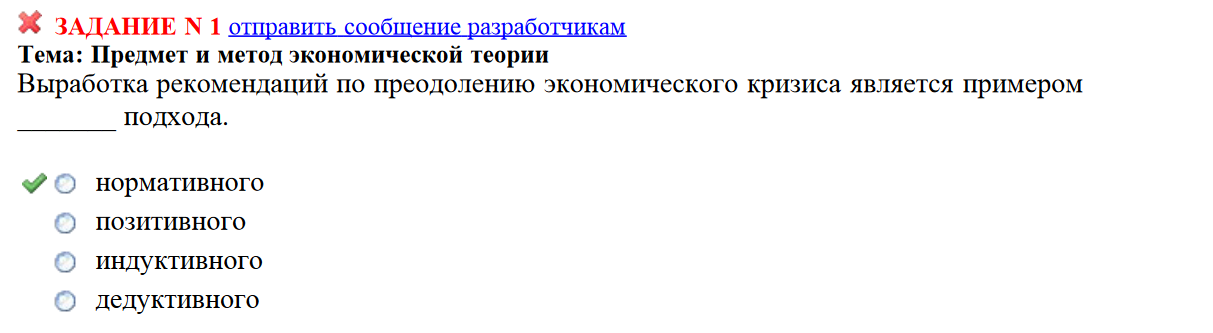 ЗАДАНИЕ N 1 отправить сообщение разработчикам
Тема: Предмет и метод экономической теории
Выработка рекомендаций по преодолению экономического кризиса является примером
_______ подхода.
нормативного
позитивного
индуктивного
дедуктивного